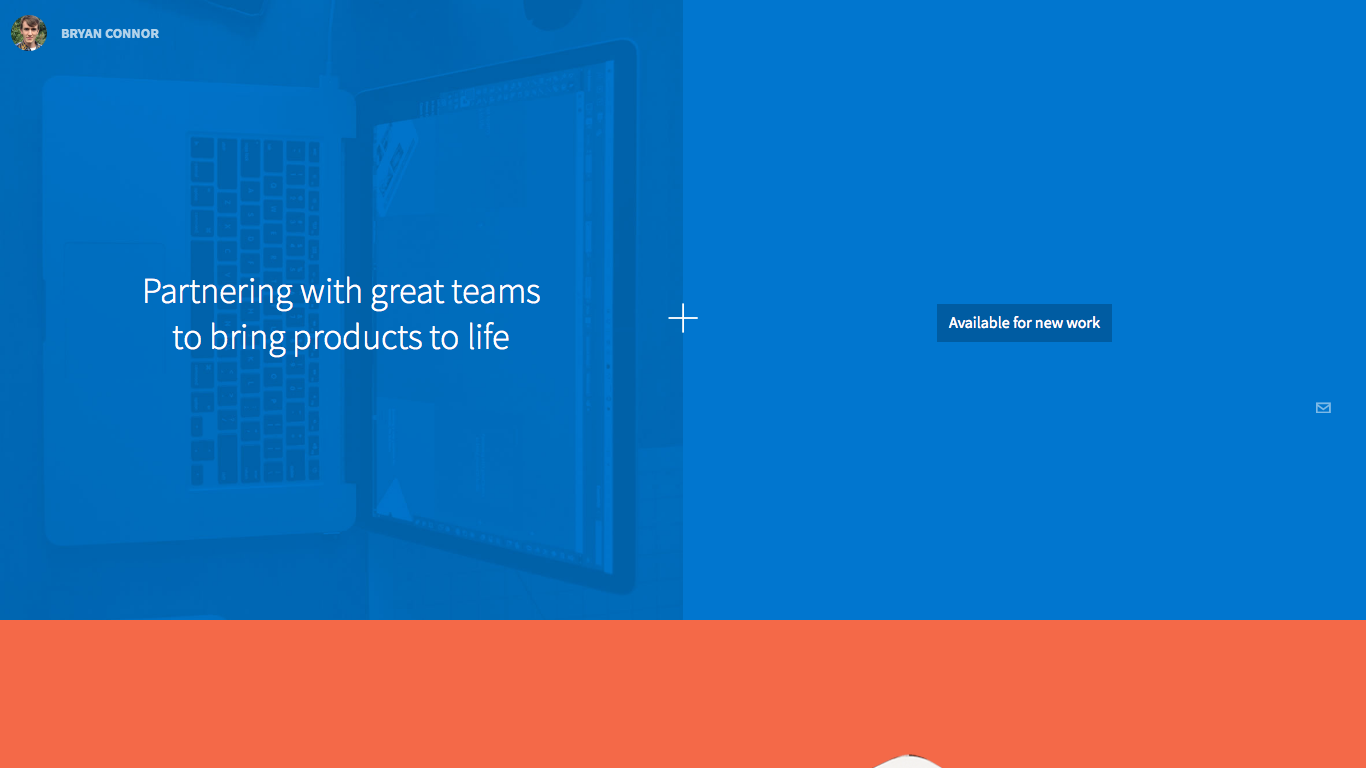 BRYAN CONNOR
Partnering with great teams
to bring products to life
Available for new work